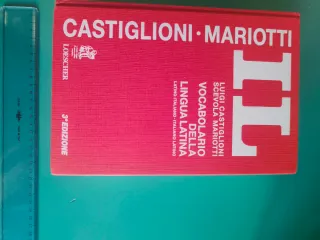 CASTIGLIONI·MARIOTTI
IL
LUIGI CASTIGLIONI
SCEVOLA MARIOTTI
VOCABOLARIO
DELLA
LINGUA LATINA
LATINO-ITALIANO • ITALIANO-LATINO
3ª EDIZIONE
LOESCHER